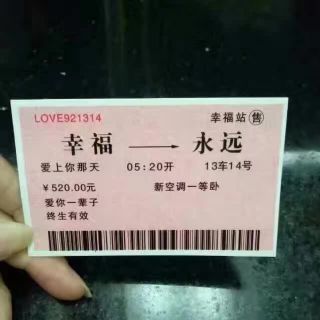 LOVE921314 幸福站 售
幸福 → 永远
爱上你那天 05:20开 13车14号
￥520.00元 新空调一等卧
爱你一辈子
终生有效